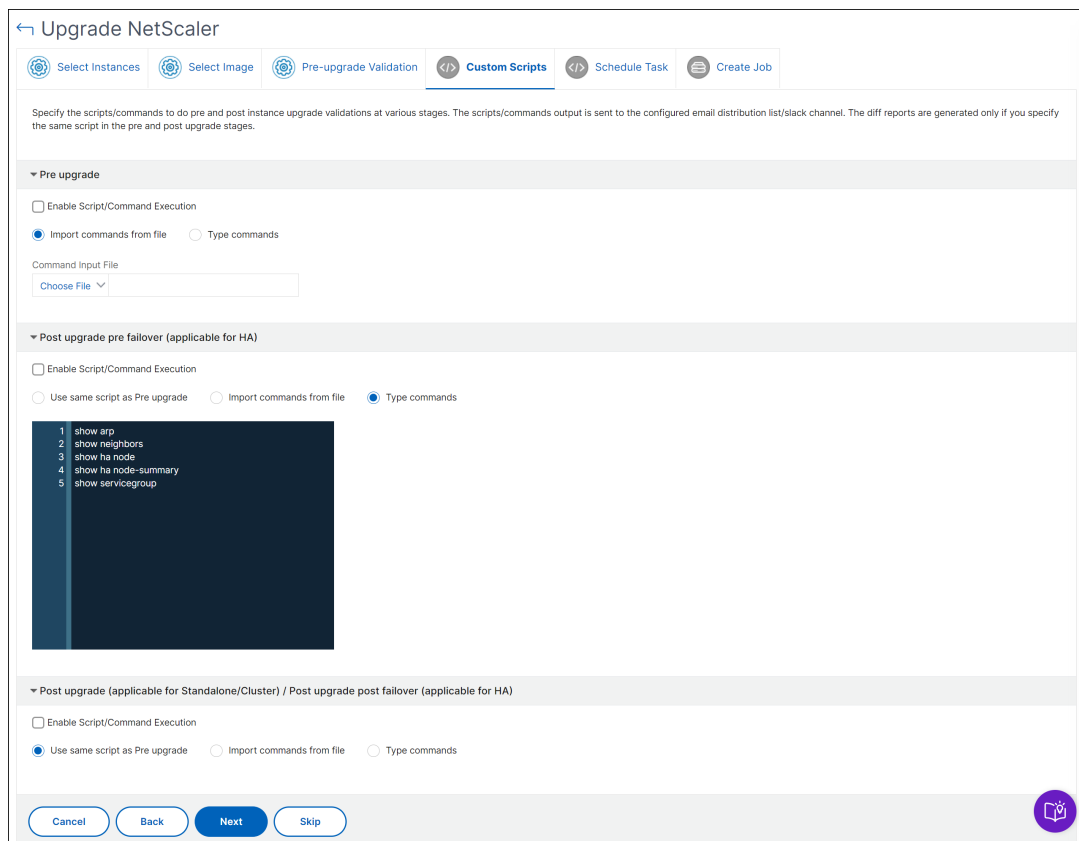 Upgrade NetScaler
Select Instances
Select Image
Pre-upgrade Validation
Custom Scripts
Schedule Task
Create Job
Specify the scripts/commands to do pre and post instance upgrade validations at various stages. The scripts/commands output is sent to the configured email distribution list/slack channel. The diff reports are generated only if you specify
the same script in the pre and post upgrade stages.
Pre upgrade
Enable Script/Command Execution
Import commands from file Type commands
Command Input File
Choose File
Post upgrade pre failover (applicable for HA)
Enable Script/Command Execution
Use same script as Pre upgrade Import commands from file Type commands
1 show arp
2 show neighbors
3 show ha node
4 show ha node-summary
5 show servicegroup
Post upgrade (applicable for Standalone/Cluster) / Post upgrade post failover (applicable for HA)
Enable Script/Command Execution
Use same script as Pre upgrade Import commands from file Type commands
Cancel Back Next Skip